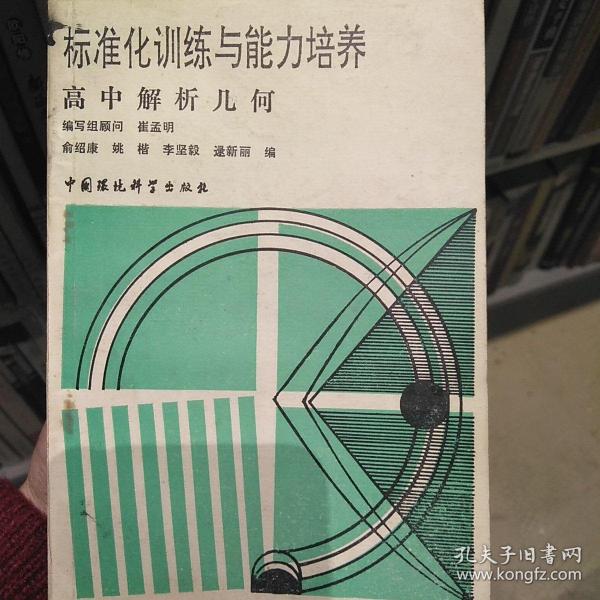 标准化训练与能力培养
高中解析几何
编写组顾问 崔孟明
俞绍康 姚楷 李坚毅 逯新丽 编
中国环境科学出版社
孔夫子旧书网
www.kongfz.com